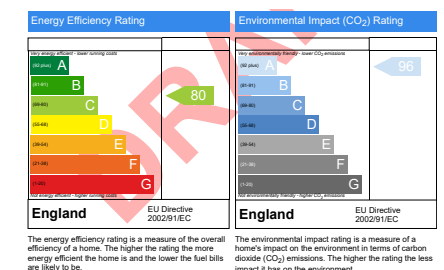 Energy Efficiency Rating
Very energy efficient - lower running costs
(92 plus) A
(81-91) B
(69-80) C
(55-68) D
(39-54) E
(21-38) F
(1-20) G
Not energy efficient - higher running costs
80
England
EU Directive
2002/91/EC
The energy efficiency rating is a measure of the overall
efficiency of a home. The higher the rating the more
energy efficient the home is and the lower the fuel bills
are likely to be.
Environmental Impact (CO2) Rating
Very environmentally friendly - lower CO2 emissions
(92 plus) A
(81-91) B
(69-80) C
(55-68) D
(39-54) E
(21-38) F
(1-20) G
Not environmentally friendly - higher CO2 emissions
96
England
EU Directive
2002/91/EC
The environmental impact rating is a measure of a
home's impact on the environment in terms of carbon
dioxide (CO2) emissions. The higher the rating the less
impact it has on the environment.